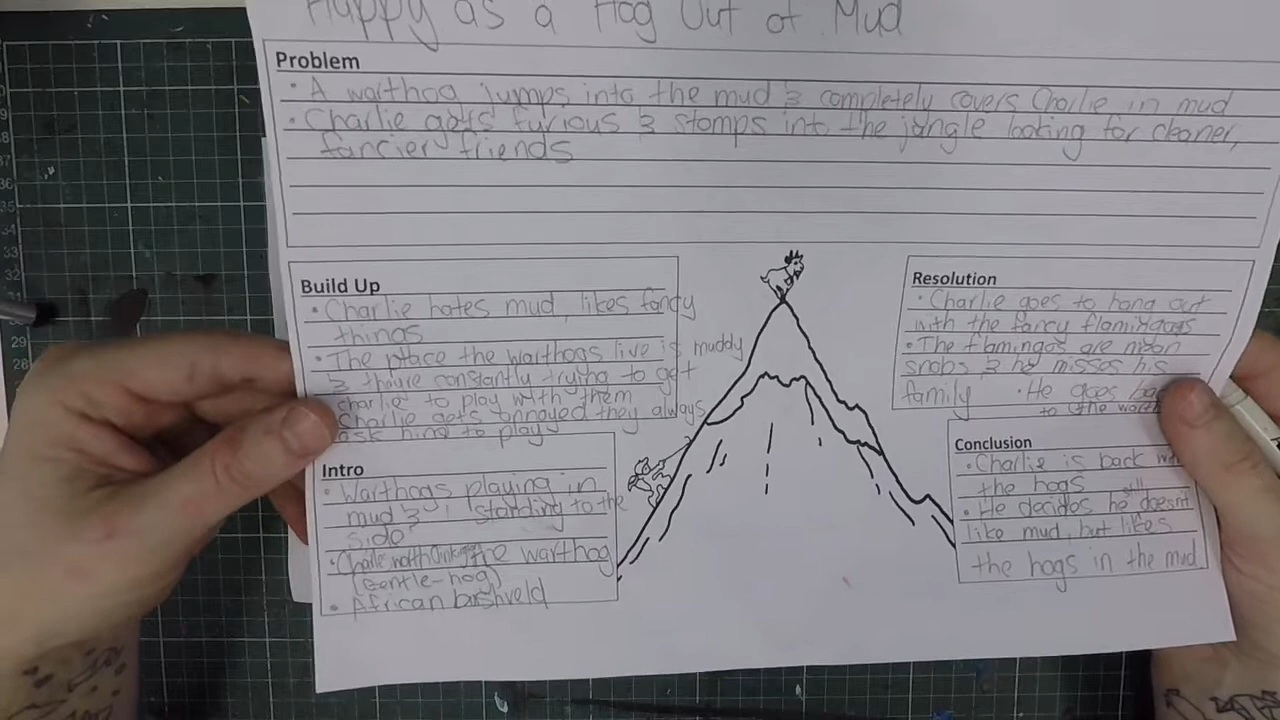 Happy as a Hog Out of Mud
Problem
• A warthog jumps into the mud & completely covers Charlie in mud
• Charlie gets furious & stomps into the jungle looking for cleaner,
fancier friends
Build Up
• Charlie hates mud, likes fancy
things
• The place the warthogs live is muddy
& they're constantly trying to get
charlie to play with them
Charlie gets annoyed they always
ask him to play
Intro
• Warthogs playing in
mud & 1 standing to the
side
• Charlie the warthog
(Gentle-hog)
• African bushveld
Resolution
• Charlie goes to hang out
with the fancy flamingos
• The flamingos are mean
snobs & he misses his
family • He goes
to the
Conclusion
• Charlie is back
the hogs
• He decides he still doesnt
like mud, but likes
the hogs in the mud